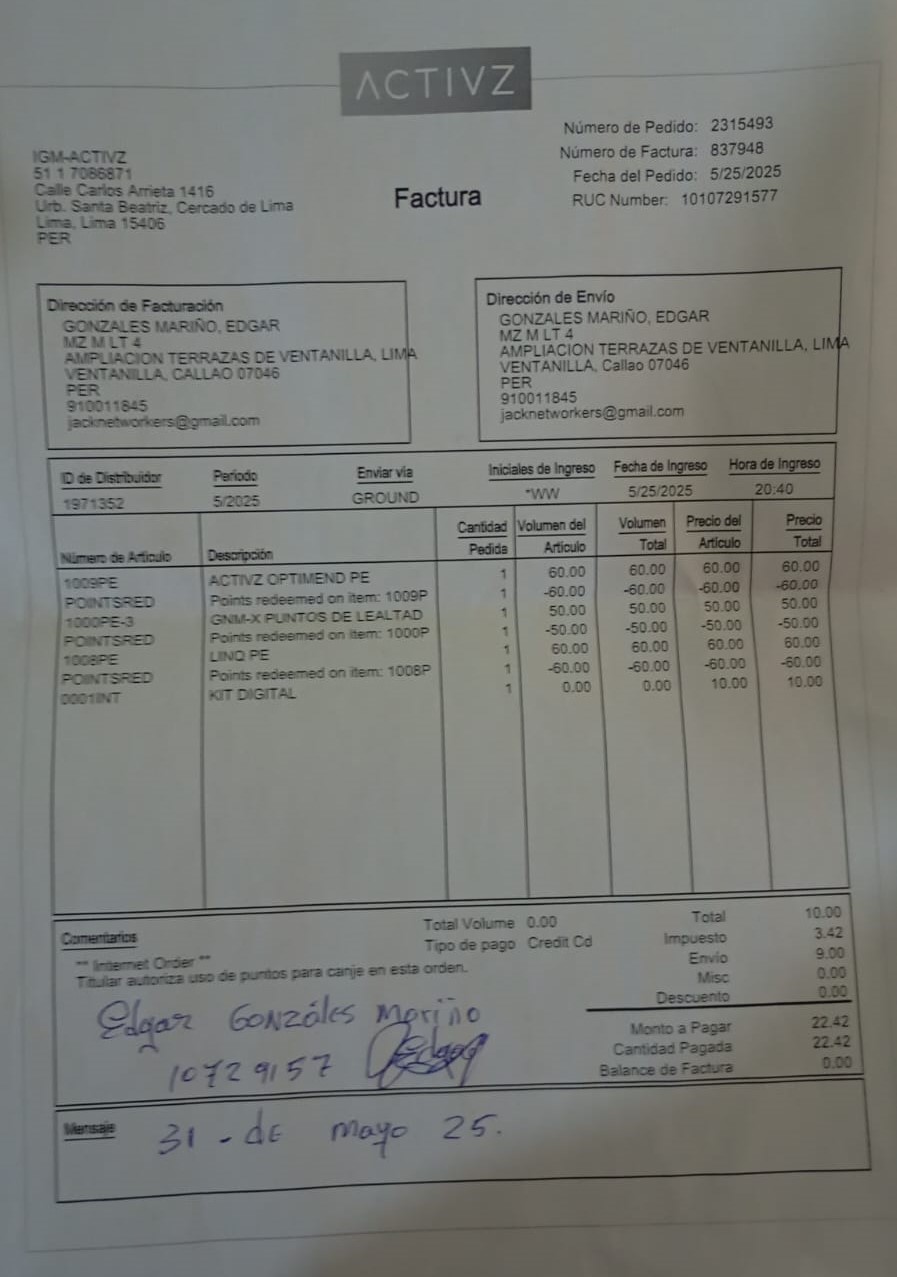 ACTIVZ
IGM-ACTIVZ
51 1 7086871
Calle Carlos Arrieta 1416
Urb. Santa Beatriz, Cercado de Lima
Lima, Lima 15406
PER
Factura
Número de Pedido: 2315493
Número de Factura: 837948
Fecha del Pedido: 5/25/2025
RUC Number: 10107291577
Dirección de Facturación
GONZALES MARIÑO, EDGAR
MZ M LT 4
AMPLIACION TERRAZAS DE VENTANILLA, LIMA
VENTANILLA, CALLAO 07046
PER
910011845
jacknetworkers@gmail.com
Dirección de Envío
GONZALES MARIÑO, EDGAR
MZ M LT 4
AMPLIACION TERRAZAS DE VENTANILLA, LIMA
VENTANILLA, Callao 07046
PER
910011845
jacknetworkers@gmail.com
ID de Distribuidor Período Enviar vía Iniciales de Ingreso Fecha de Ingreso Hora de Ingreso
1971352 5/2025 GROUND *WW 5/25/2025 20:40
Número de Artículo Descripción Cantidad Pedida Volumen del Artículo Volumen Total Precio del Artículo Precio Total
1009PE ACTIVZ OPTIMEND PE 1 60.00 60.00 60.00 60.00
POINTSRED Points redeemed on item: 1009P 1 -60.00 -60.00 -60.00 -60.00
1000PE-3 GNM-X PUNTOS DE LEALTAD 1 50.00 50.00 50.00 50.00
POINTSRED Points redeemed on item: 1000P 1 -50.00 -50.00 -50.00 -50.00
1008PE LINQ PE 1 60.00 60.00 60.00 60.00
POINTSRED Points redeemed on item: 1008P 1 -60.00 -60.00 -60.00 -60.00
0001INT KIT DIGITAL 1 0.00 0.00 10.00 10.00
Comentarios
** Internet Order **
Titular autoriza uso de puntos para canje en esta orden.
Total Volume 0.00
Tipo de pago Credit Cd
Total 10.00
Impuesto 3.42
Envío 9.00
Misc 0.00
Descuento 0.00
Monto a Pagar 22.42
Cantidad Pagada 22.42
Balance de Factura 0.00
Edgar Gonzáles Mariño
10729157
Mensaje
31 - de mayo 25.